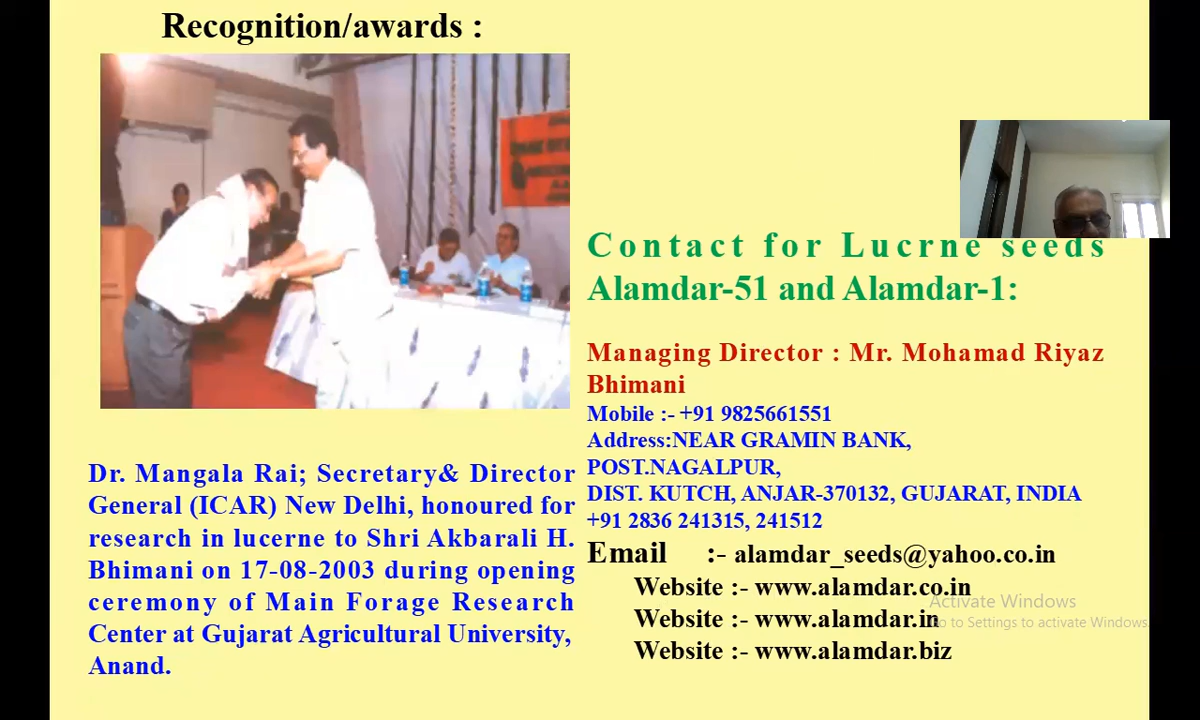 Recognition/awards :
Dr. Mangala Rai; Secretary& Director
General (ICAR) New Delhi, honoured for
research in lucerne to Shri Akbarali H.
Bhimani on 17-08-2003 during opening
ceremony of Main Forage Research
Center at Gujarat Agricultural University,
Anand.
Contact for Lucrne seeds
Alamdar-51 and Alamdar-1:
Managing Director : Mr. Mohamad Riyaz
Bhimani
Mobile :- +91 9825661551
Address:NEAR GRAMIN BANK,
POST.NAGALPUR,
DIST. KUTCH, ANJAR-370132, GUJARAT, INDIA
+91 2836 241315, 241512
Email :- alamdar_seeds@yahoo.co.in
Website :- www.alamdar.co.in
Website :- www.alamdar.in
Website :- www.alamdar.biz
Activate Windows
Go to Settings to activate Windows.